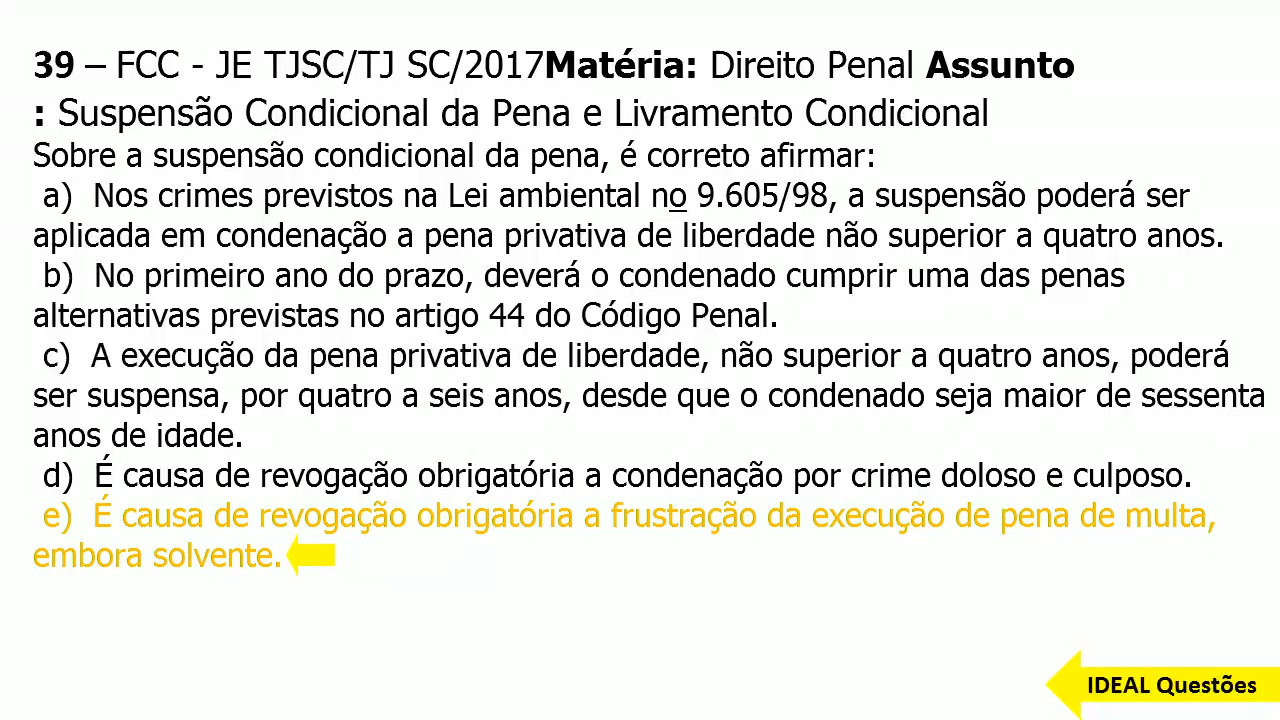 39 – FCC - JE TJSC/TJ SC/2017Matéria: Direito Penal Assunto
: Suspensão Condicional da Pena e Livramento Condicional
Sobre a suspensão condicional da pena, é correto afirmar:
a) Nos crimes previstos na Lei ambiental no 9.605/98, a suspensão poderá ser
aplicada em condenação a pena privativa de liberdade não superior a quatro anos.
b) No primeiro ano do prazo, deverá o condenado cumprir uma das penas
alternativas previstas no artigo 44 do Código Penal.
c) A execução da pena privativa de liberdade, não superior a quatro anos, poderá
ser suspensa, por quatro a seis anos, desde que o condenado seja maior de sessenta
anos de idade.
d) É causa de revogação obrigatória a condenação por crime doloso e culposo.
e) É causa de revogação obrigatória a frustração da execução de pena de multa,
embora solvente.
IDEAL Questões